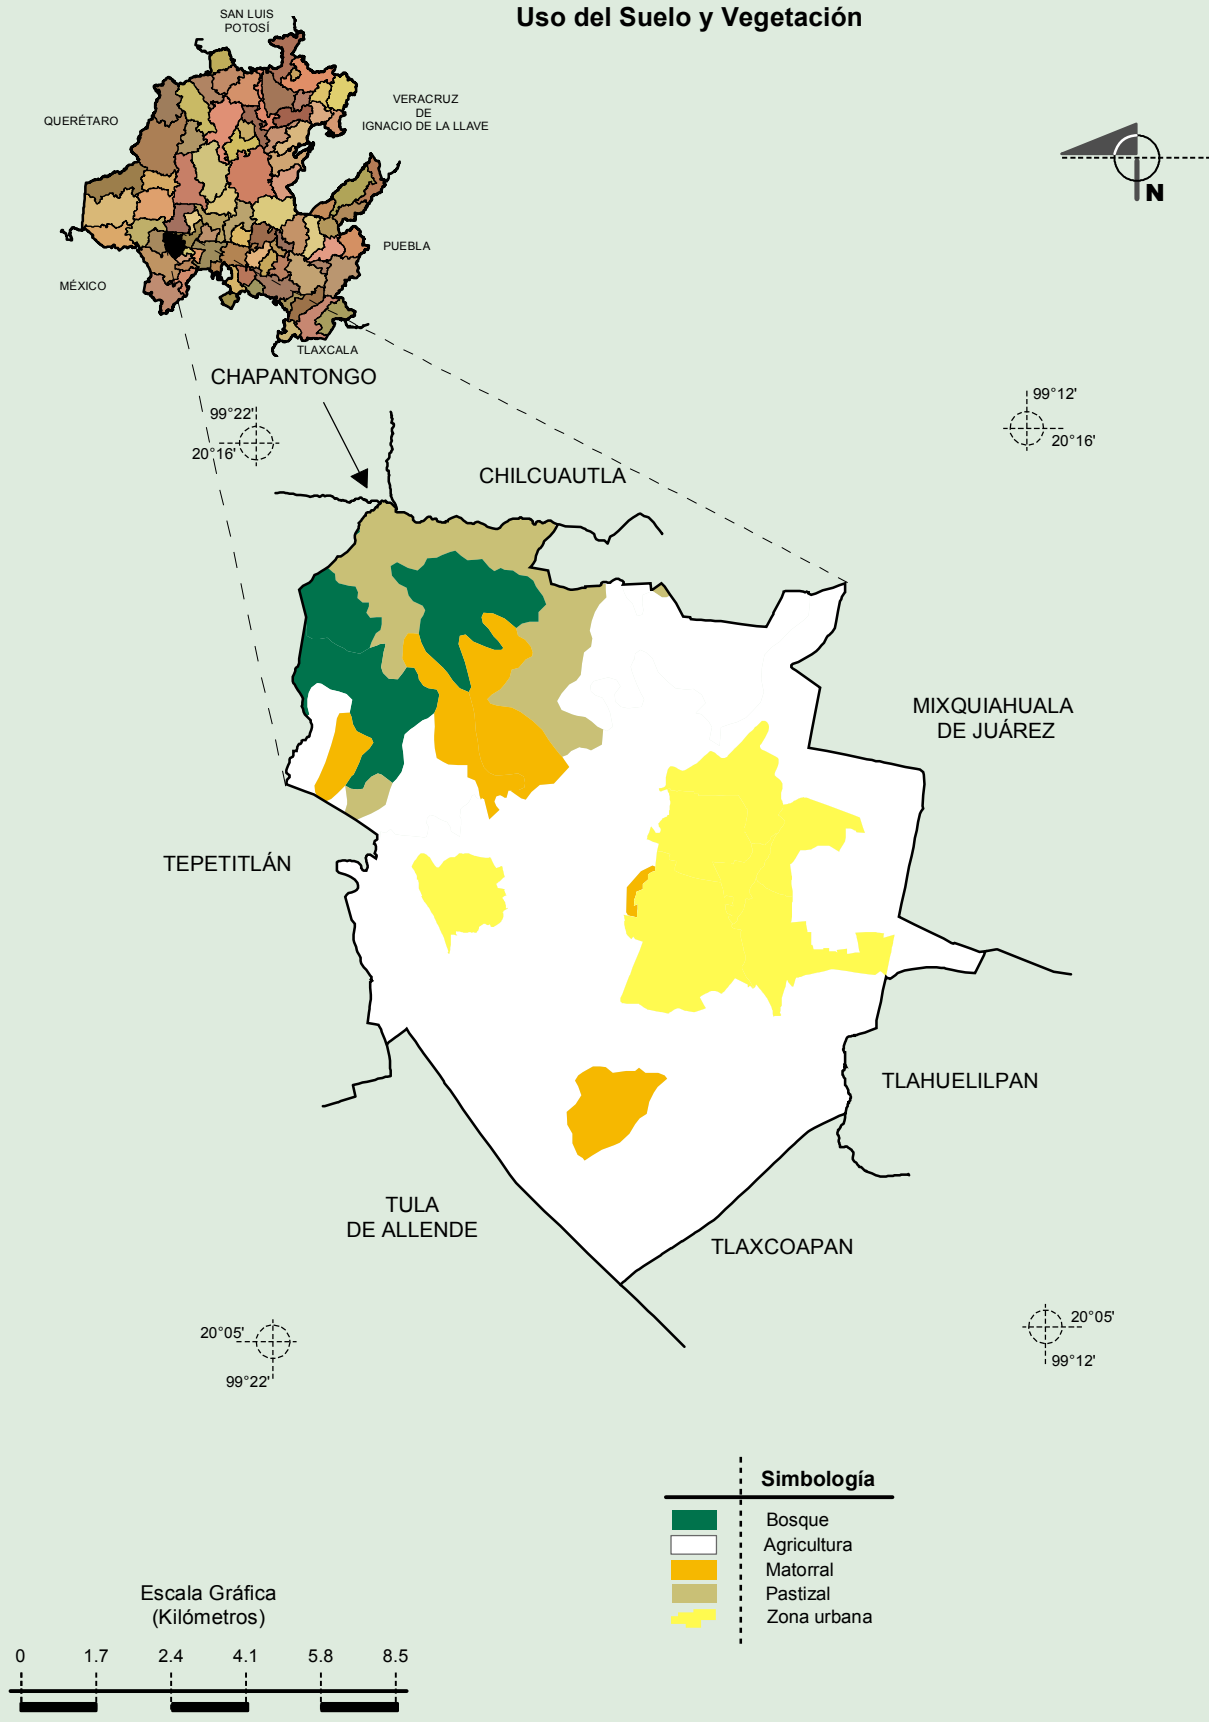 Uso del Suelo y Vegetación
SAN LUIS
POTOSÍ
VERACRUZ
DE
IGNACIO DE LA LLAVE
QUERÉTARO
N
PUEBLA
MÉXICO
TLAXCALA
CHAPANTONGO
99°22'
20°16'
99°12'
20°16'
CHILCUAUTLA
MIXQUIAHUALA
DE JUÁREZ
TEPETITLÁN
TLAHUELILPAN
TULA
DE ALLENDE
TLAXCOAPAN
20°05'
99°22'
20°05'
99°12'
Simbología
Bosque
Agricultura
Matorral
Pastizal
Zona urbana
Escala Gráfica
(Kilómetros)
0 1.7 2.4 4.1 5.8 8.5